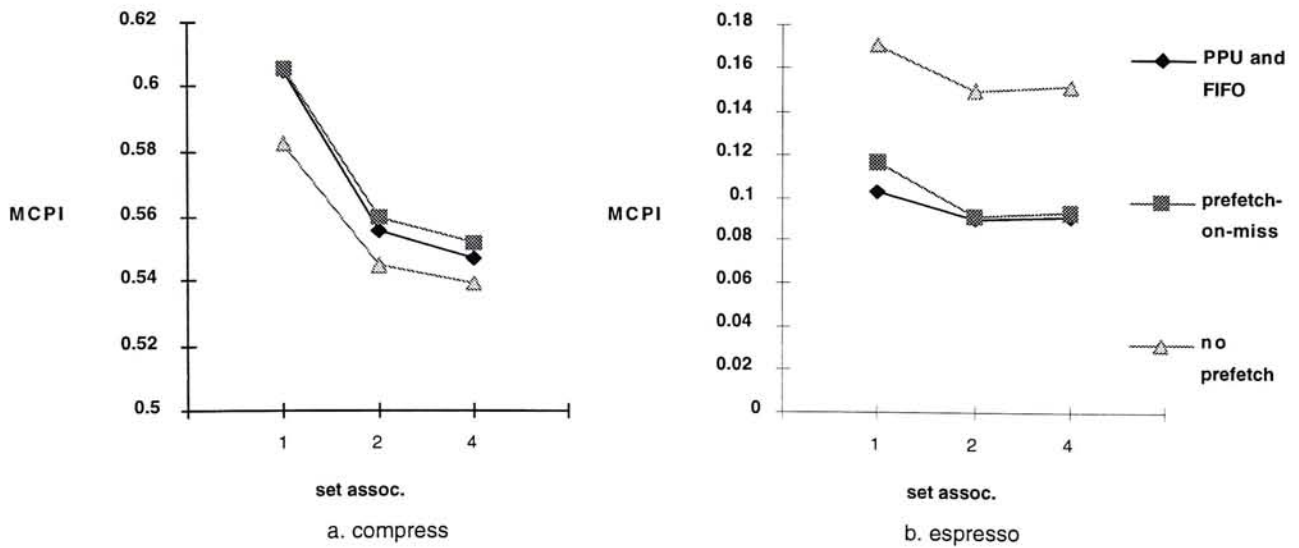 0.62
0.6
0.58
0.56
0.54
0.52
0.5
MCPI
1 2 4
set assoc.
a. compress
0.18
0.16
0.14
0.12
0.1
0.08
0.06
0.04
0.02
0
MCPI
1 2 4
set assoc.
b. espresso
PPU and
FIFO
prefetch-
on-miss
no
prefetch